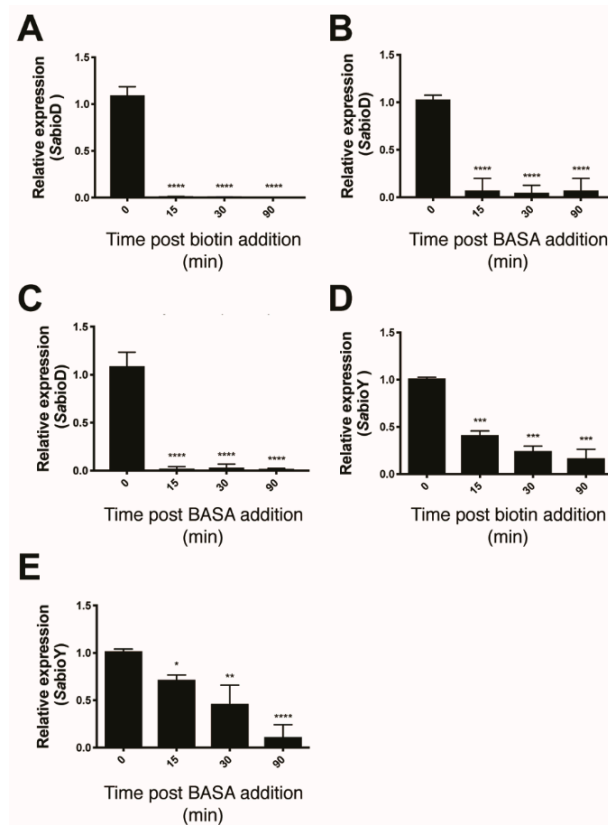 A
Relative expression
(SabioD )
1.5
1.0
0.5
0.0
****
****
****
0
15
30
90
Time post biotin addition
(min)
B
Relative expression
(SabioD)
1.5
1.0
0.5
0.0
****
****
****
0
15
30
90
Time post BASA addition
(min)
C
Relative expression
(SabioD)
1.5
1.0
0.5
0.0
****
****
****
0
15
30
90
Time post BASA addition
(min)
D
Relative expression
(SabioY )
1.5
1.0
0.5
0.0
***
***
***
0
15
30
90
Time post biotin addition
(min)
E
Relative expression
(SabioY)
1.5
1.0
0.5
0.0
*
**
****
0
15
30
90
Time post BASA addition
(min)